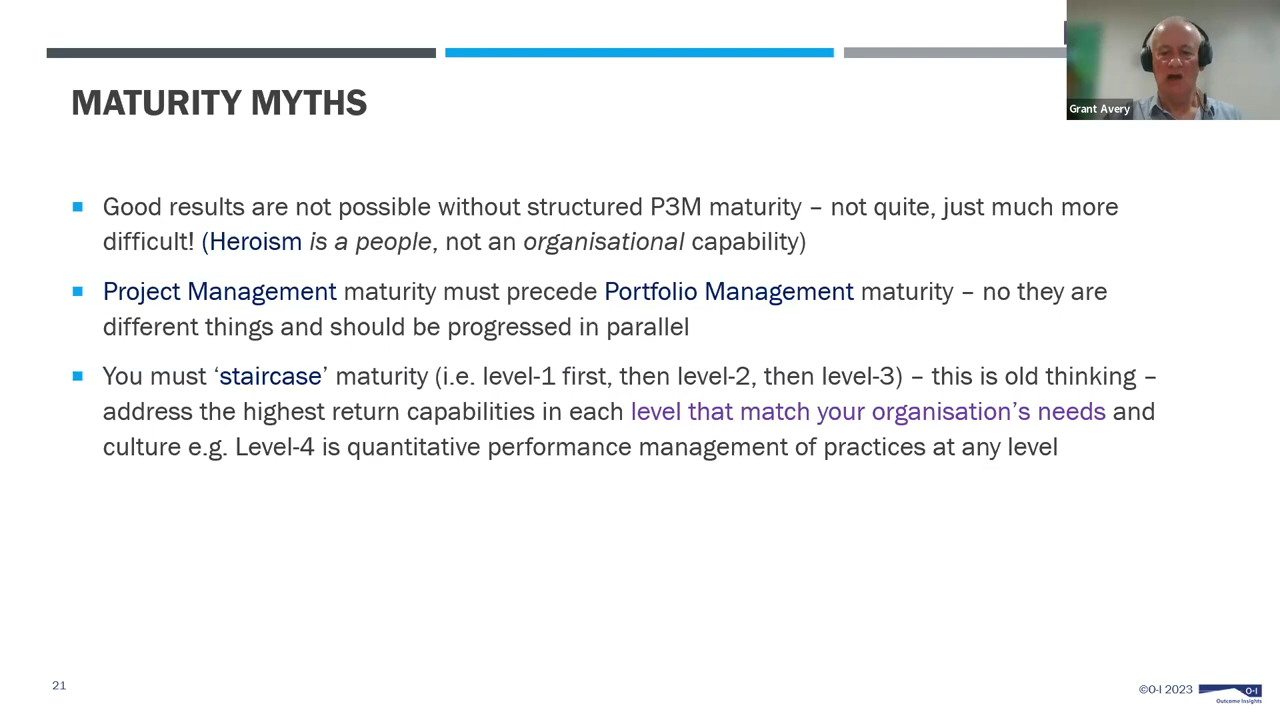 MATURITY MYTHS
Grant Avery
Good results are not possible without structured P3M maturity – not quite, just much more
difficult! (Heroism is a people, not an organisational capability)
Project Management maturity must precede Portfolio Management maturity – no they are
different things and should be progressed in parallel
You must ‘staircase’ maturity (i.e. level-1 first, then level-2, then level-3) – this is old thinking –
address the highest return capabilities in each level that match your organisation’s needs and
culture e.g. Level-4 is quantitative performance management of practices at any level
21
©O-I 2023
O-I
Outcome Insights